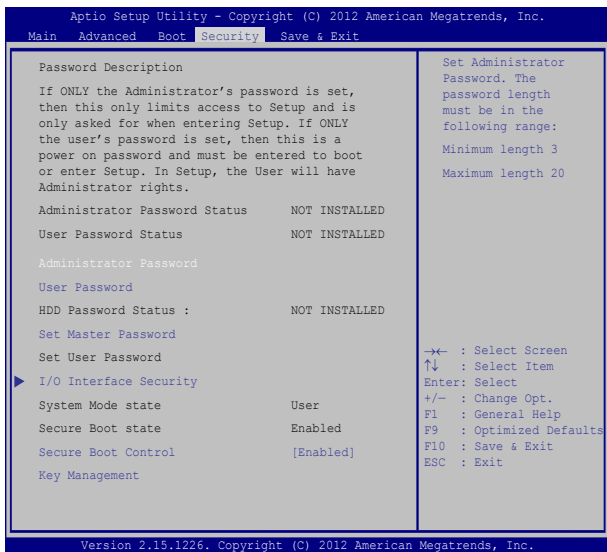 Aptio Setup Utility - Copyright (C) 2012 American Megatrends, Inc.
Main Advanced Boot Security Save & Exit
Password Description
If ONLY the Administrator's password is set,
then this only limits access to Setup and is
only asked for when entering Setup. If ONLY
the user's password is set, then this is a
power on password and must be entered to boot
or enter Setup. In Setup, the User will have
Administrator rights.
Administrator Password Status NOT INSTALLED
User Password Status NOT INSTALLED
Administrator Password
User Password
HDD Password Status : NOT INSTALLED
Set Master Password
Set User Password
I/O Interface Security
System Mode state User
Secure Boot state Enabled
Secure Boot Control [Enabled]
Key Management
Set Administrator
Password. The
password length
must be in the
following range:
Minimum length 3
Maximum length 20
→← : Select Screen
↑↓ : Select Item
Enter: Select
+/— : Change Opt.
F1 : General Help
F9 : Optimized Defaults
F10 : Save & Exit
ESC : Exit
Version 2.15.1226. Copyright (C) 2012 American Megatrends, Inc.